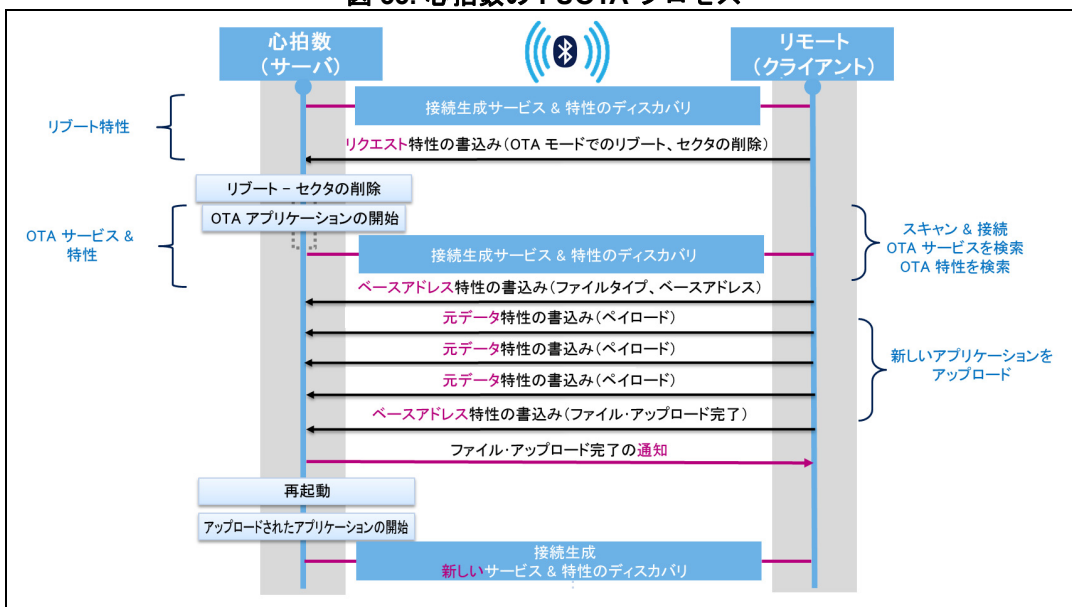 心拍数
(サーバ)
リモート
(クライアント)
接続生成サービス & 特性のディスカバリ
リブート特性
リクエスト特性の書込み(OTA モードでのリブート、セクタの削除)
リブート – セクタの削除
OTA アプリケーションの開始
OTA サービス &
特性
スキャン & 接続
OTA サービスを検索
OTA 特性を検索
接続生成サービス & 特性のディスカバリ
ベースアドレス特性の書込み(ファイルタイプ、ベースアドレス)
元データ特性の書込み(ペイロード)
元データ特性の書込み(ペイロード)
元データ特性の書込み(ペイロード)
新しいアプリケーションを
アップロード
ベースアドレス特性の書込み(ファイル・アップロード完了)
ファイル・アップロード完了の通知
再起動
アップロードされたアプリケーションの開始
接続生成
新しいサービス & 特性のディスカバリ